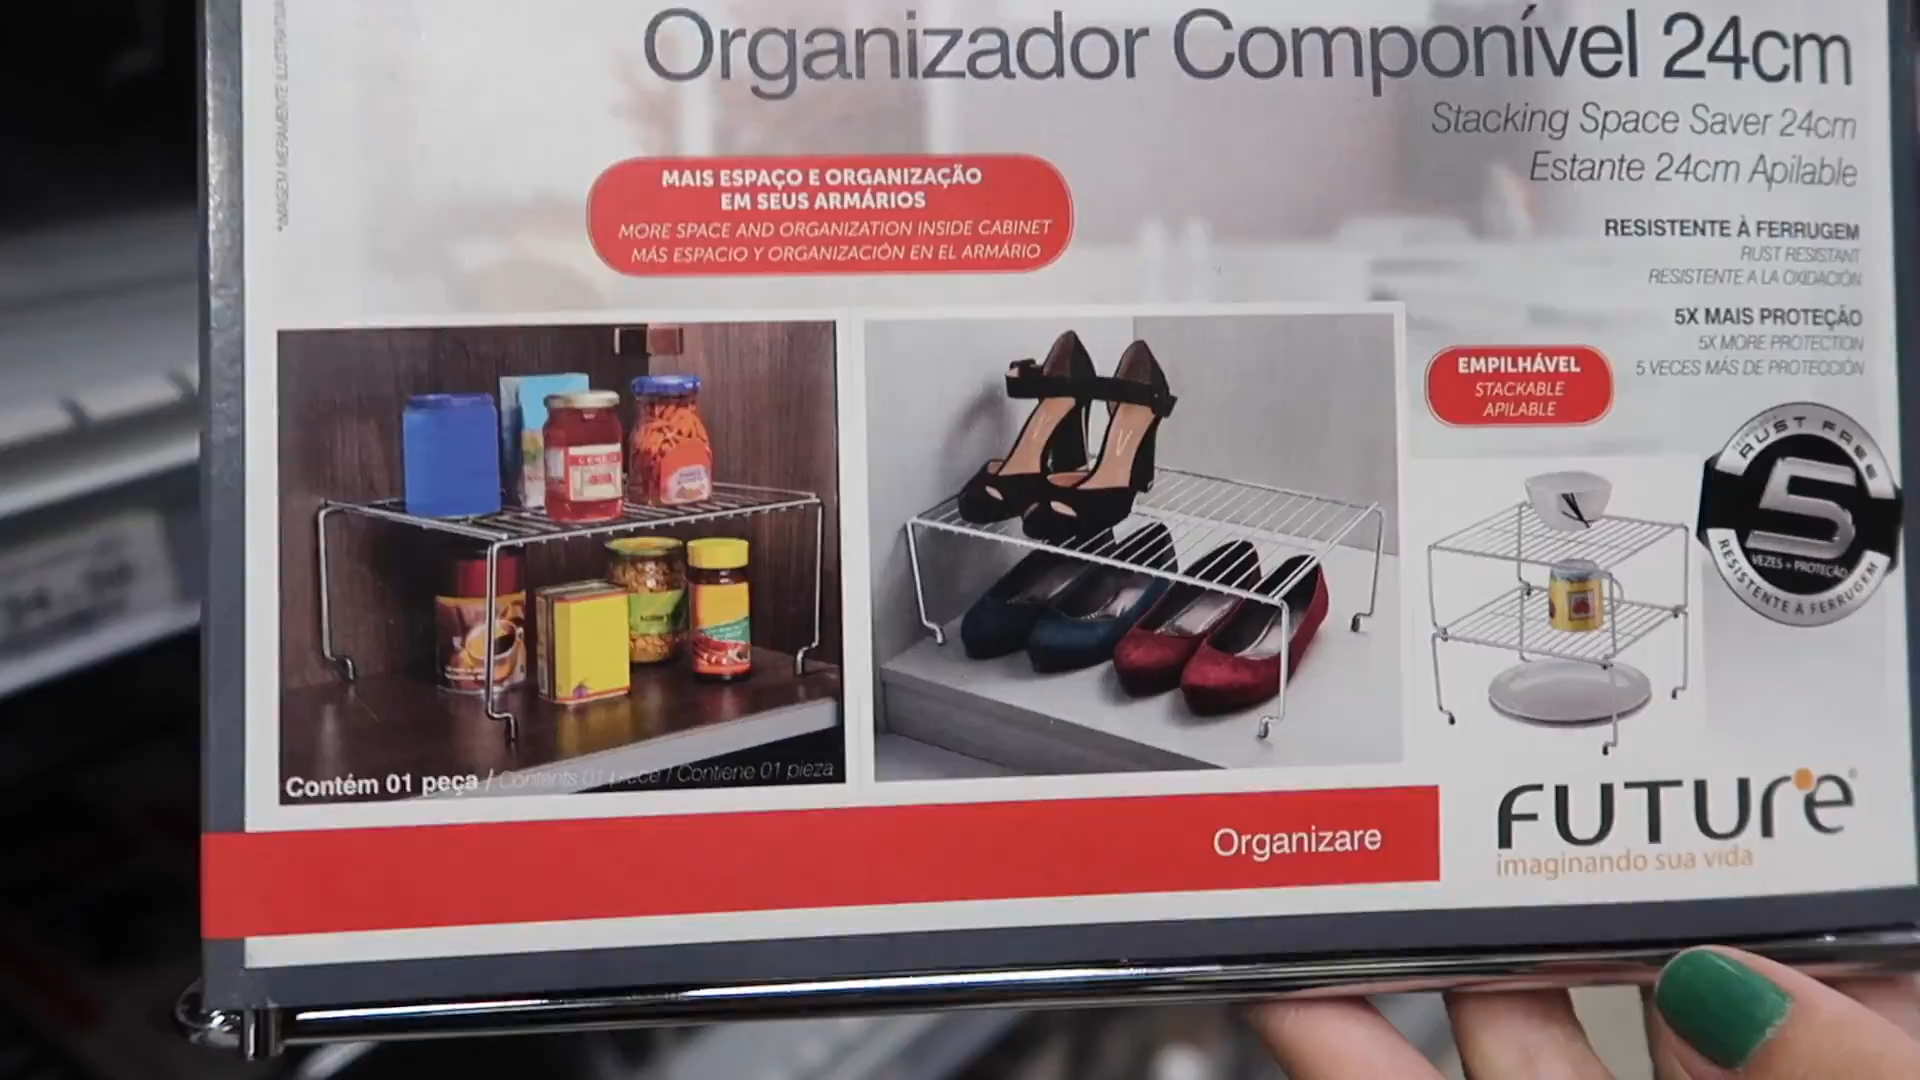 Organizador Componível 24cm
Stacking Space Saver 24cm
Estante 24cm Apilable
MAIS ESPAÇO E ORGANIZAÇÃO
EM SEUS ARMÁRIOS
MORE SPACE AND ORGANIZATION INSIDE CABINET
MÁS ESPACIO Y ORGANIZACIÓN EN EL ARMÁRIO
RESISTENTE À FERRUGEM
RUST RESISTANT
RESISTENTE A LA OXIDACIÓN
5X MAIS PROTEÇÃO
5X MORE PROTECTION
5 VECES MÁS DE PROTECCIÓN
EMPILHÁVEL
STACKABLE
APILABLE
RUST FREE
5
VEZES + PROTEÇÃO
RESISTENTE À FERRUGEM
Contém 01 peça / Contents 01 piece / Contiene 01 pieza
Organizare
FUTUre
imaginando sua vida